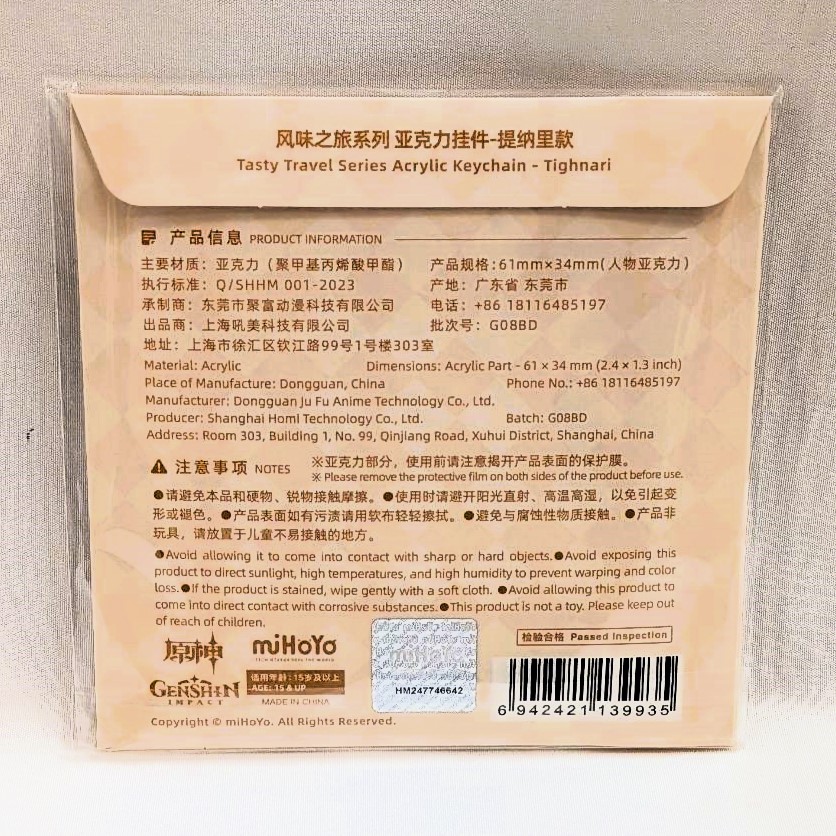 风味之旅系列 亚克力挂件-提纳里款
Tasty Travel Series Acrylic Keychain - Tighnari
产品信息 PRODUCT INFORMATION
主要材质：亚克力（聚甲基丙烯酸甲酯） 产品规格:61mm×34mm(人物亚克力)
执行标准：Q/SHHM 001-2023 产地：广东省 东莞市
承制商：东莞市聚富动漫科技有限公司 电话：+86 18116485197
出品商：上海吼美科技有限公司 批次号：G08BD
地址：上海市徐汇区钦江路99号1号楼303室
Material: Acrylic Dimensions: Acrylic Part - 61 × 34 mm (2.4 × 1.3 inch)
Place of Manufacture: Dongguan, China Phone No.: +86 18116485197
Manufacturer: Dongguan Ju Fu Anime Technology Co., Ltd.
Producer: Shanghai HomI Technology Co., Ltd. Batch: G08BD
Address: Room 303, Building 1, No. 99, Qinjiang Road, Xuhui District, Shanghai, China
注意事项 NOTES ※亚克力部分，使用前请注意揭开产品表面的保护膜。
※ Please remove the protective film on both sides of the product before use.
●请避免本品和硬物、锐物接触摩擦。●使用时请避开阳光直射、高温高湿，以免引起变
形或褪色。●产品表面如有污渍请用软布轻轻擦拭。●避免与腐蚀性物质接触。●产品非
玩具，请放置于儿童不易接触的地方。
●Avoid allowing it to come into contact with sharp or hard objects.●Avoid exposing this
product to direct sunlight, high temperatures, and high humidity to prevent warping and color
loss.●If the product is stained, wipe gently with a soft cloth. ●Avoid allowing this product to
come into direct contact with corrosive substances.●This product is not a toy. Please keep out
of reach of children.
原神
GENSHIN
IMPACT
miHoYo
TECH OTAKUS SAVE THE WORLD
适用年龄：15岁及以上
AGE: 15 & UP
MADE IN CHINA
miHoYo
HM247746642
检验合格 Passed Inspection
6 942421 139935
Copyright © miHoYo. All Rights Reserved.